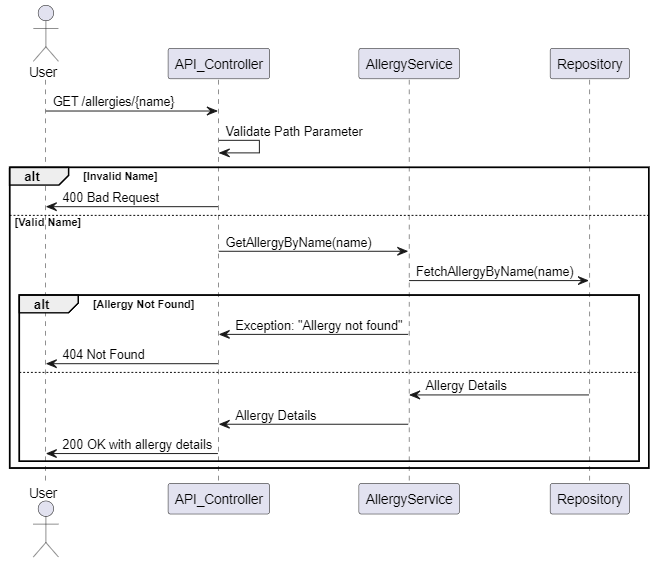 User
API_Controller
AllergyService
Repository
GET /allergies/{name}
Validate Path Parameter
alt
[Invalid Name]
400 Bad Request
[Valid Name]
GetAllergyByName(name)
FetchAllergyByName(name)
alt
[Allergy Not Found]
Exception: "Allergy not found"
404 Not Found
Allergy Details
Allergy Details
200 OK with allergy details
User
API_Controller
AllergyService
Repository